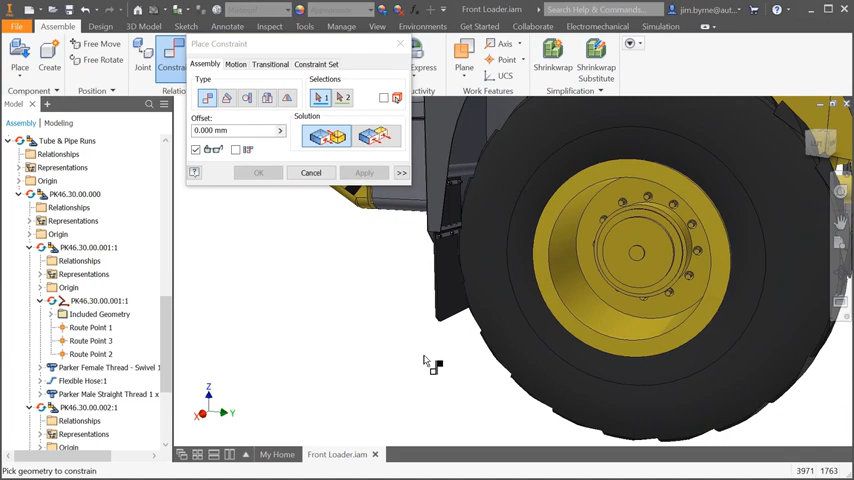 Front Loader.iam
Search Help & Commands...
jim.byrne@aut...
File Assemble Design 3D Model Sketch Annotate Inspect Tools Manage View Environments Get Started Collaborate Electromechanical Simulation
Place Create Free Move Free Rotate Joint Constr
Component Rela
Place Constraint
Axis
Point
UCS
Plane
Shrinkwrap Shrinkwrap Substitute
Work Features Simplification
Assembly Motion Transitional Constraint Set
Type Selections
1 2
Offset: Solution
0.000 mm
OK Cancel Apply >>
Model
Assembly Modeling
Tube & Pipe Runs
Relationships
Representations
Origin
PK46.30.00.000
Relationships
Representations
Origin
PK46.30.00.001:1
Relationships
Representations
Origin
PK46.30.00.001:1
Included Geometry
Route Point 1
Route Point 3
Route Point 2
Parker Female Thread - Swivel 1
Flexible Hose:1
Parker Male Straight Thread 1 x
PK46.30.00.002:1
Relationships
Representations
Origin
Z
X
Y
My Home Front Loader.iam
Pick geometry to constrain 3971 1763